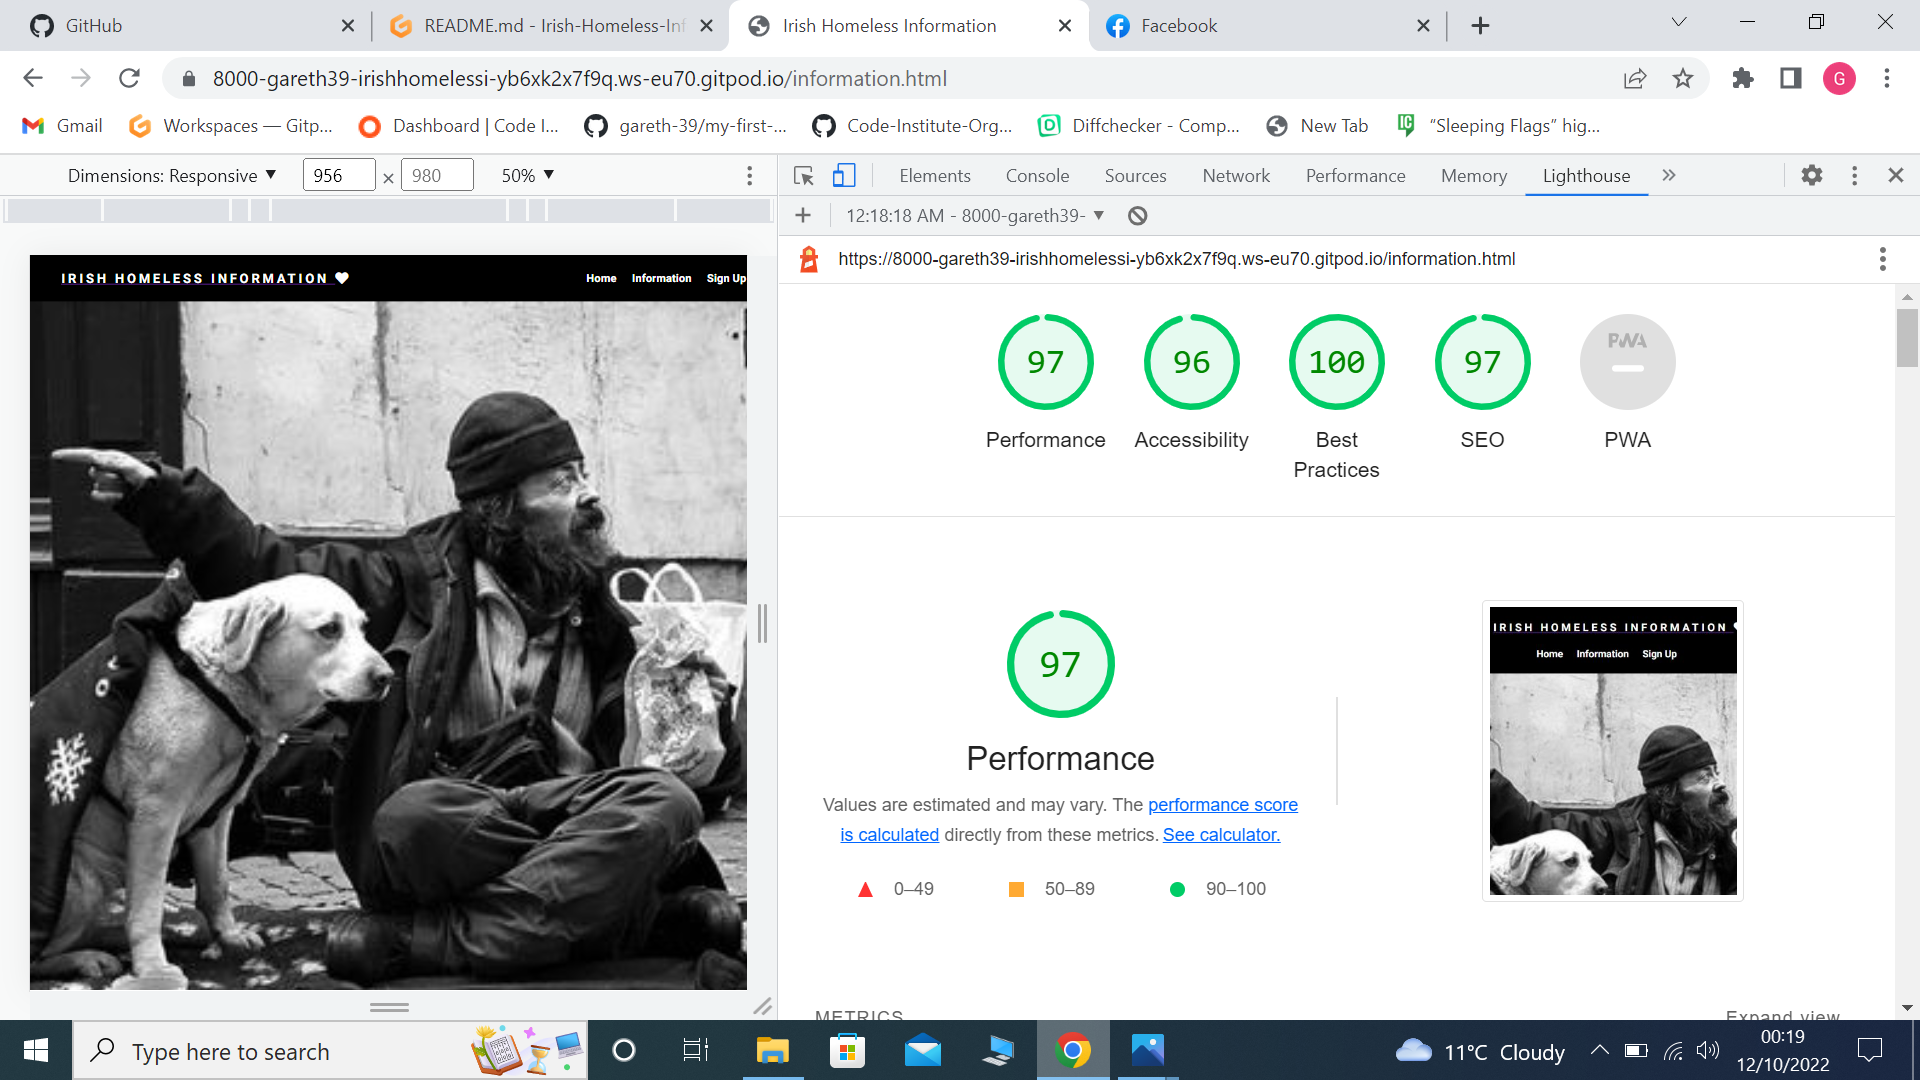 GitHub
README.md - Irish-Homeless-Inf
Irish Homeless Information
Facebook
8000-gareth39-irishhomelessi-yb6xk2x7f9q.ws-eu70.gitpod.io/information.html
G
Gmail
Workspaces — Gitp...
Dashboard | Code I...
gareth-39/my-first-...
Code-Institute-Org...
Diffchecker - Comp...
New Tab
“Sleeping Flags” hig...
Dimensions: Responsive
956
×
980
50%
Elements
Console
Sources
Network
Performance
Memory
Lighthouse
12:18:18 AM - 8000-gareth39-
https://8000-gareth39-irishhomelessi-yb6xk2x7f9q.ws-eu70.gitpod.io/information.html
IRISH HOMELESS INFORMATION
Home
Information
Sign Up
97
96
100
97
PWA
Performance
Accessibility
Best
Practices
SEO
PWA
97
Performance
Values are estimated and may vary. The performance score
is calculated directly from these metrics. See calculator.
0–49
50–89
90–100
IRISH HOMELESS INFORMATION
Home
Information
Sign Up
METRICS
Expand view
Type here to search
11°C Cloudy
00:19
12/10/2022